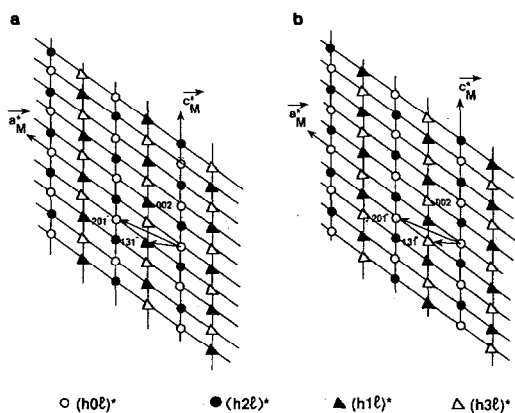 a
b
c*M
c*M
a*M
a*M
002
002
201̄
201̄
131̄
131̄
(h0ℓ)*
(h2ℓ)*
(h1ℓ)*
(h3ℓ)*